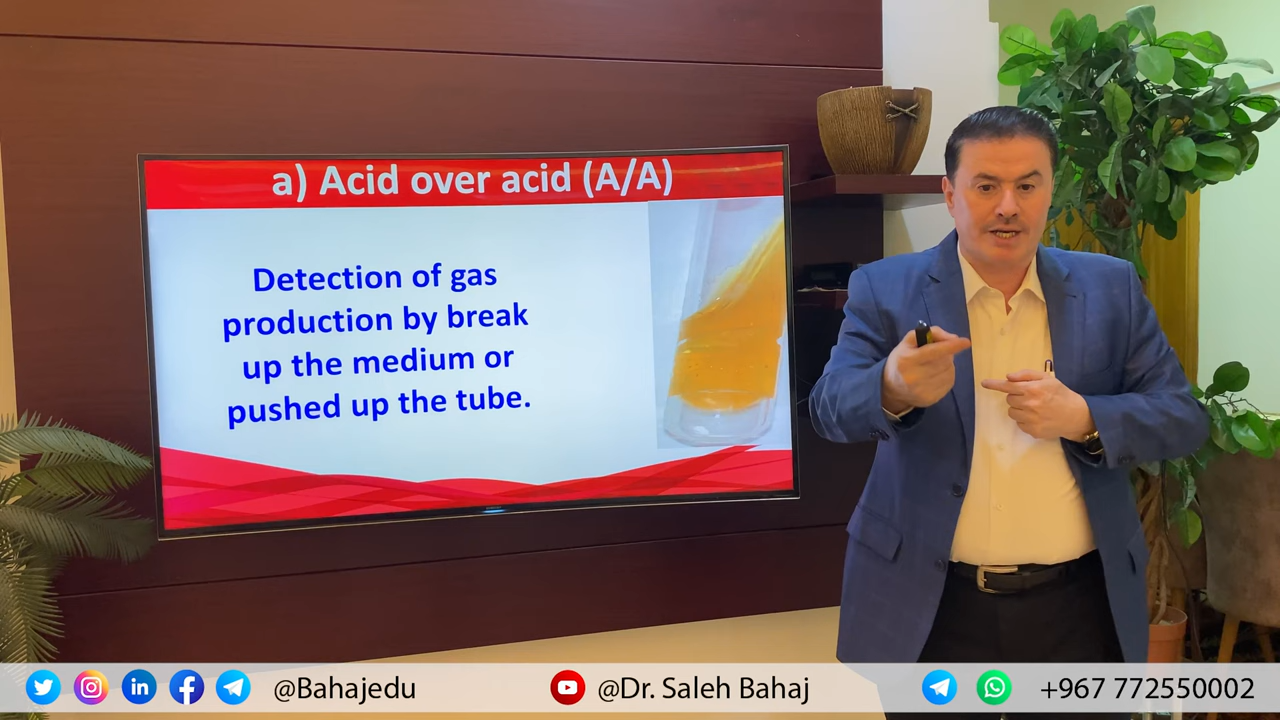 a) Acid over acid (A/A)
Detection of gas
production by break
up the medium or
pushed up the tube.
@Bahajedu
@Dr. Saleh Bahaj
+967 772550002